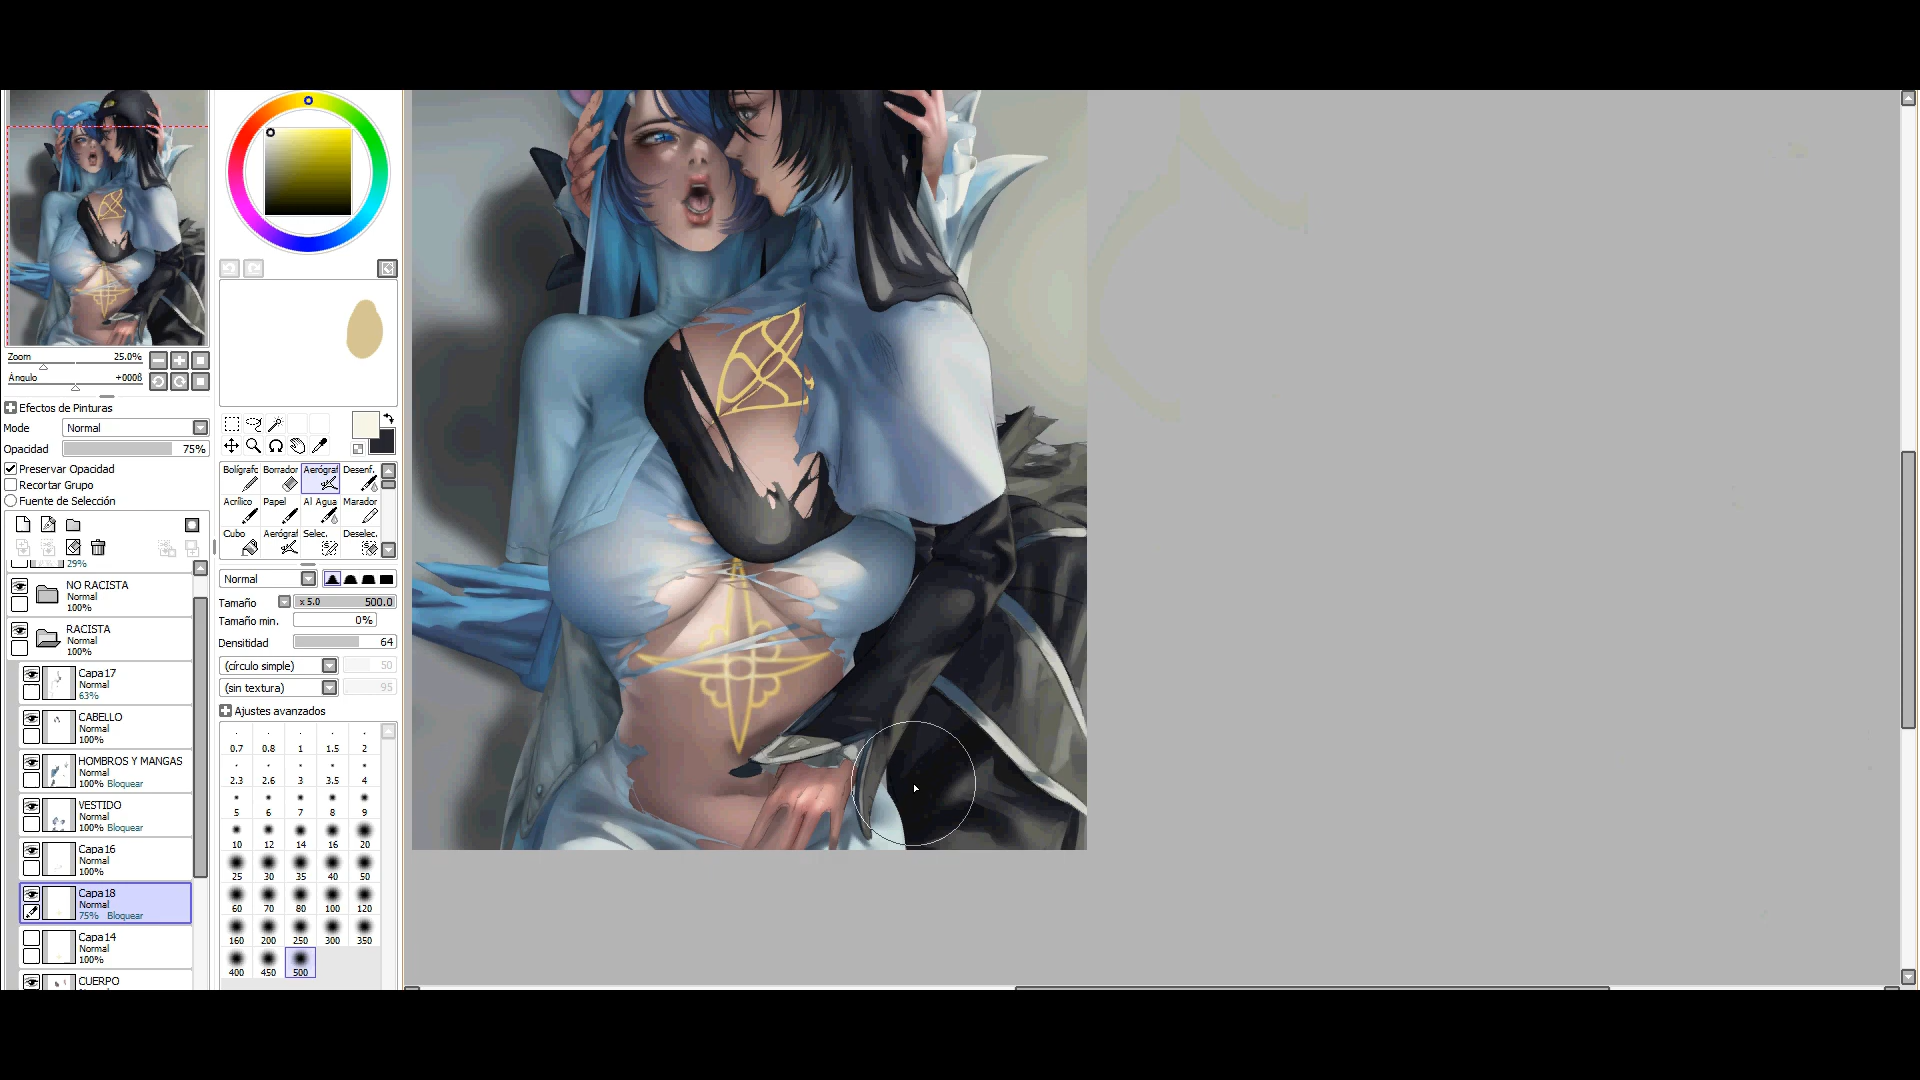 Zoom 25.0%
Ángulo +000ß
Efectos de Pinturas
Mode Normal
Opacidad 75%
Preservar Opacidad
Recortar Grupo
Fuente de Selección
29%
NO RACISTA
Normal
100%
RACISTA
Normal
100%
Capa17
Normal
63%
CABELLO
Normal
100%
HOMBROS Y MANGAS
Normal
100% Bloquear
VESTIDO
Normal
100% Bloquear
Capa16
Normal
100%
Capa18
Normal
75% Bloquear
Capa14
Normal
100%
CUERPO
Bolígrafo Borrador Aerógraf Desenf.
Acrílico Papel Al Agua Marador
Cubo Aerógraf Selec. Deselec.
Normal
Tamaño x 5.0 500.0
Tamaño min. 0%
Densitidad 64
(círculo simple) 50
(sin textura) 95
Ajustes avanzados
0.7 0.8 1 1.5 2
2.3 2.6 3 3.5 4
5 6 7 8 9
10 12 14 16 20
25 30 35 40 50
60 70 80 100 120
160 200 250 300 350
400 450 500